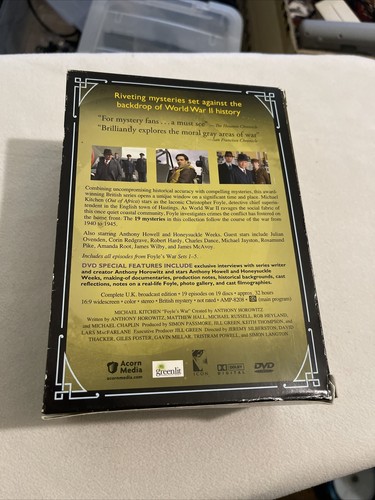 Riveting mysteries set against the
backdrop of World War II history
"For mystery fans . . . a must see"
"Brilliantly explores the moral gray areas of war"
Combining uncompromising historical accuracy with compelling mysteries, this award-
winning British series opens a unique window on a significant time and place. Michael
Kitchen (Out of Africa) stars as the laconic Christopher Foyle, detective chief superin-
tendent in the English town of Hastings. As World War II ravages the social fabric of
this once quiet coastal community, Foyle investigates crimes the conflict has fostered on
the home front. The 19 mysteries in this collection follow the course of the war from
1940 to 1945.
Also starring Anthony Howell and Honeysuckle Weeks. Guest stars include Julian
Ovenden, Corin Redgrave, Robert Hardy, Charles Dance, Michael Jayston, Rosamund
Pike, Amanda Root, James Wilby, and James McAvoy.
Includes all episodes from Foyle's War Sets 1–5.
DVD SPECIAL FEATURES INCLUDE exclusive interviews with series writer
and creator Anthony Horowitz and stars Anthony Howell and Honeysuckle
Weeks, making-of documentaries, production notes, historical backgrounds, cast
reflections, notes on a real-life Foyle, photo gallery, and cast filmographies.
Complete U.K. broadcast edition • 19 episodes on 19 discs • approx. 32 hours
16:9 widescreen • color • stereo • British mystery • not rated • AMP-8208 • (main programs)
MICHAEL KITCHEN "Foyle's War" Created by ANTHONY HOROWITZ
Written by ANTHONY HOROWITZ, MATTHEW HALL, MICHAEL RUSSELL, ROB HEYLAND,
and MICHAEL CHAPLIN Produced by SIMON PASSMORE, JILL GREEN, KEITH THOMPSON, and
LARS MACFARLANE Executive Producer JILL GREEN Directed by JEREMY SILBERSTON, DAVID
THACKER, GILES FOSTER, GAVIN MILLAR, TRISTRAM POWELL, and SIMON LANGTON
Acorn
Media
acornmedia.com
greenlit
DOLBY
DIGITAL
DVD